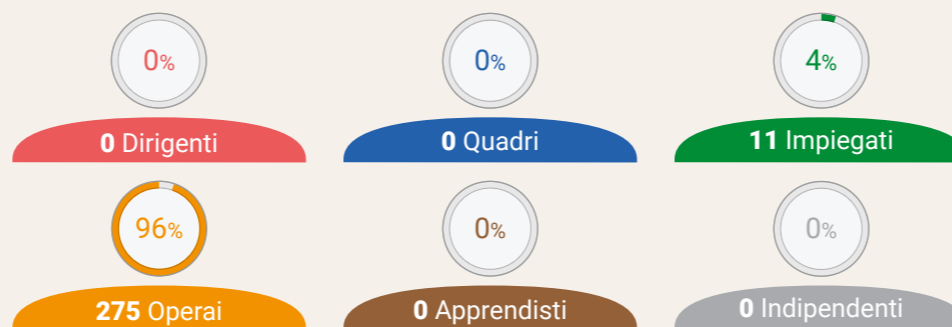 0% 0% 4%
0 Dirigenti 0 Quadri 11 Impiegati
96% 0% 0%
275 Operai 0 Apprendisti 0 Indipendenti